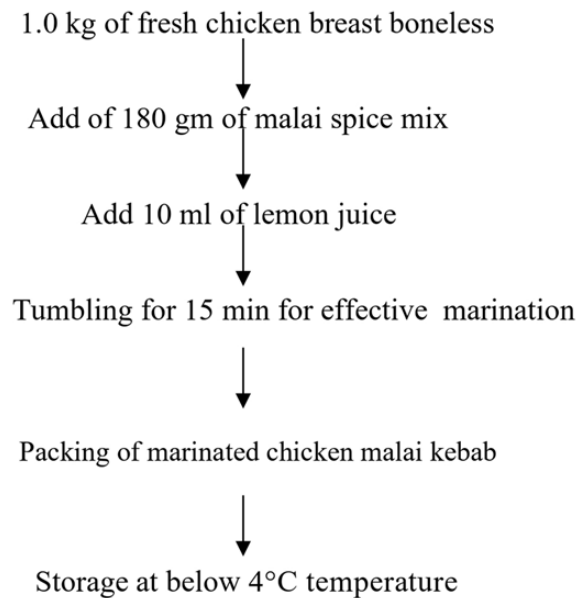 1.0 kg of fresh chicken breast boneless
Add of 180 gm of malai spice mix
Add 10 ml of lemon juice
Tumbling for 15 min for effective marination
Packing of marinated chicken malai kebab
Storage at below 4°C temperature